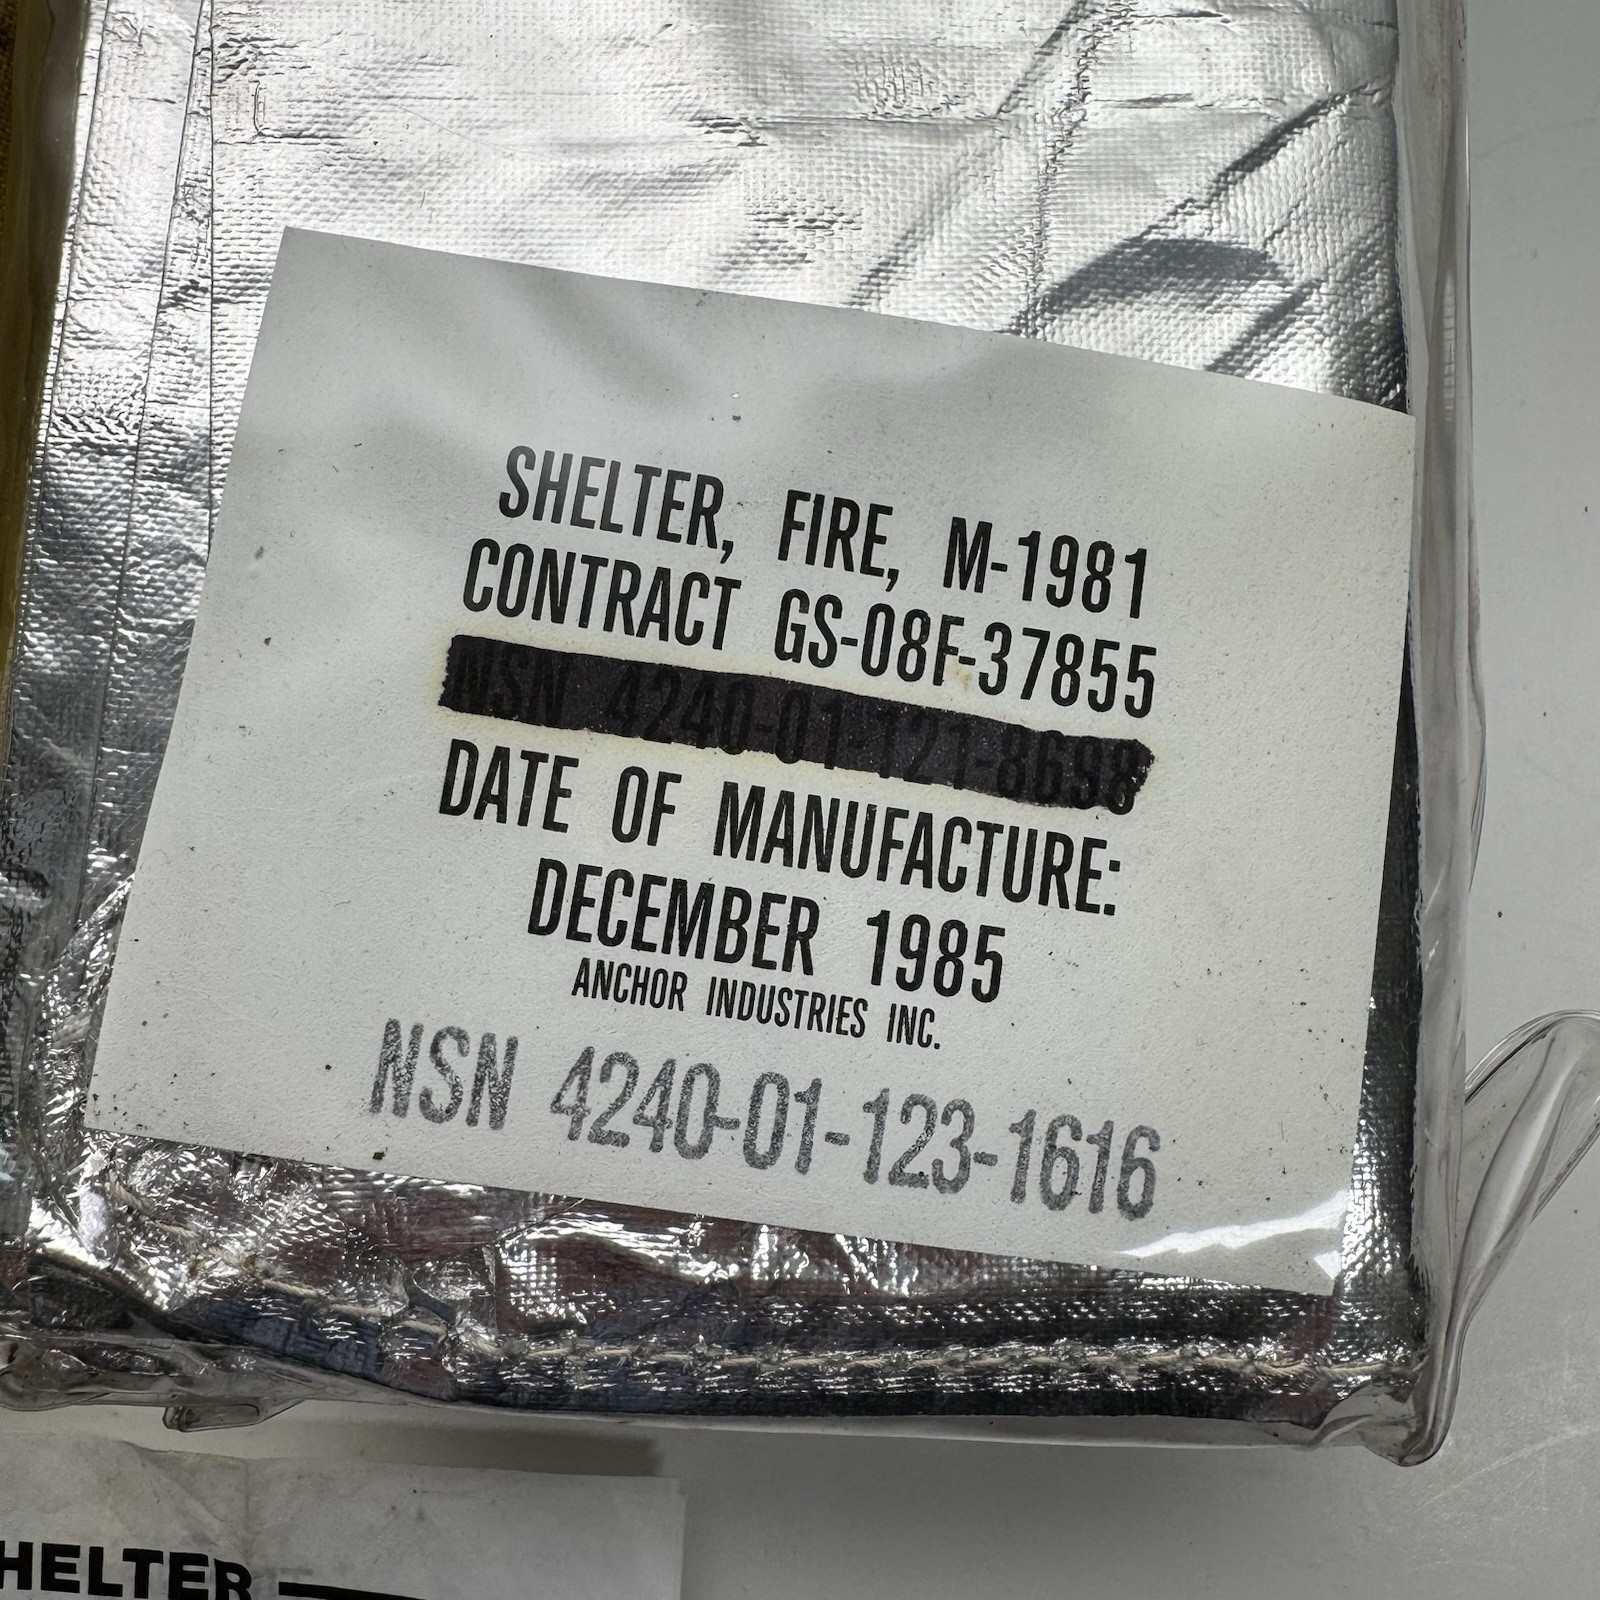 SHELTER, FIRE, M-1981
CONTRACT GS-08F-37855
NSN 4240-01-121-8698
DATE OF MANUFACTURE:
DECEMBER 1985
ANCHOR INDUSTRIES INC.
NSN 4240-01-123-1616
HELTER